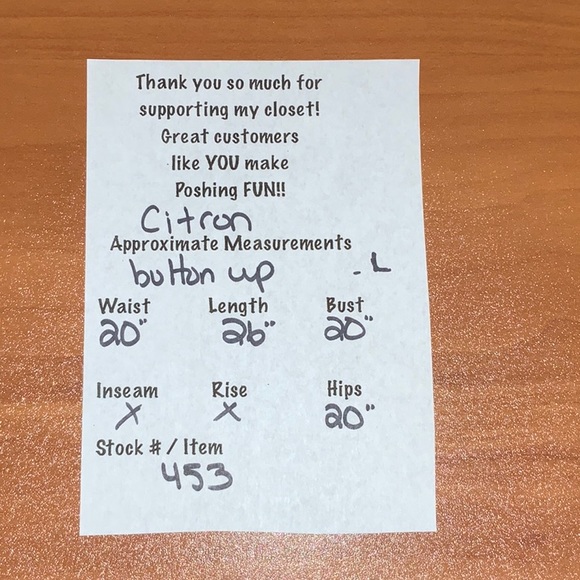 Thank you so much for
supporting my closet!
Great customers
like YOU make
Poshing FUN!!
Citron
Approximate Measurements
button up - L
Waist Length Bust
20" 26" 20"
Inseam Rise Hips
X X 20"
Stock # / Item
453